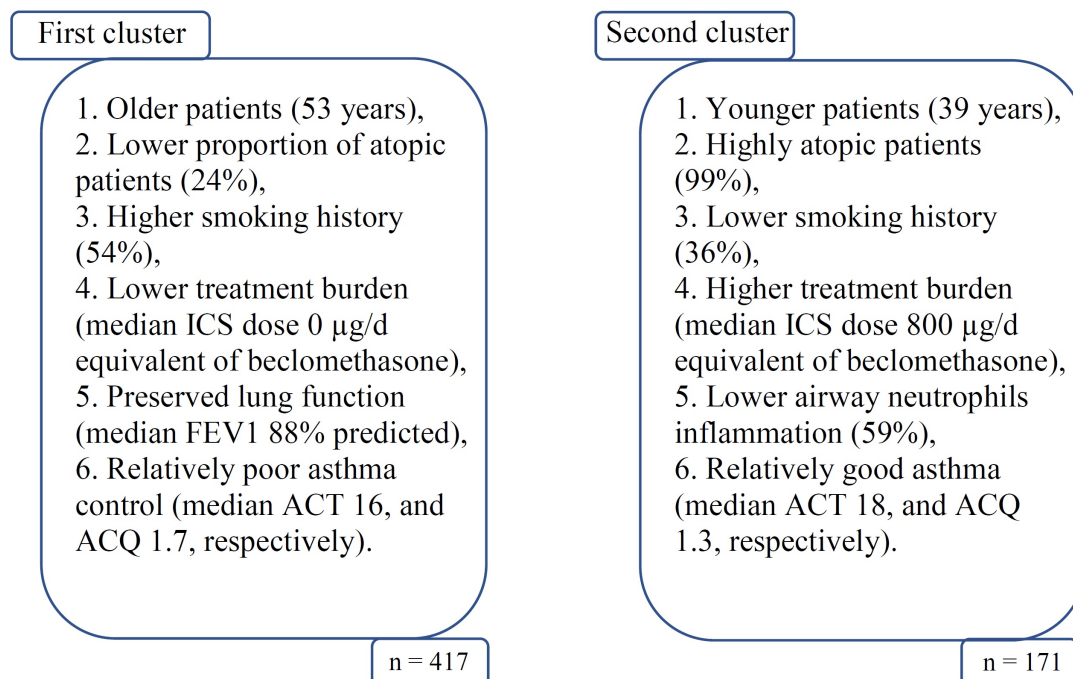 First cluster
1. Older patients (53 years),
2. Lower proportion of atopic
patients (24%),
3. Higher smoking history
(54%),
4. Lower treatment burden
(median ICS dose 0 µg/d
equivalent of beclomethasone),
5. Preserved lung function
(median FEV1 88% predicted),
6. Relatively poor asthma
control (median ACT 16, and
ACQ 1.7, respectively).
n = 417
Second cluster
1. Younger patients (39 years),
2. Highly atopic patients
(99%),
3. Lower smoking history
(36%),
4. Higher treatment burden
(median ICS dose 800 µg/d
equivalent of beclomethasone),
5. Lower airway neutrophils
inflammation (59%),
6. Relatively good asthma
(median ACT 18, and ACQ
1.3, respectively).
n = 171